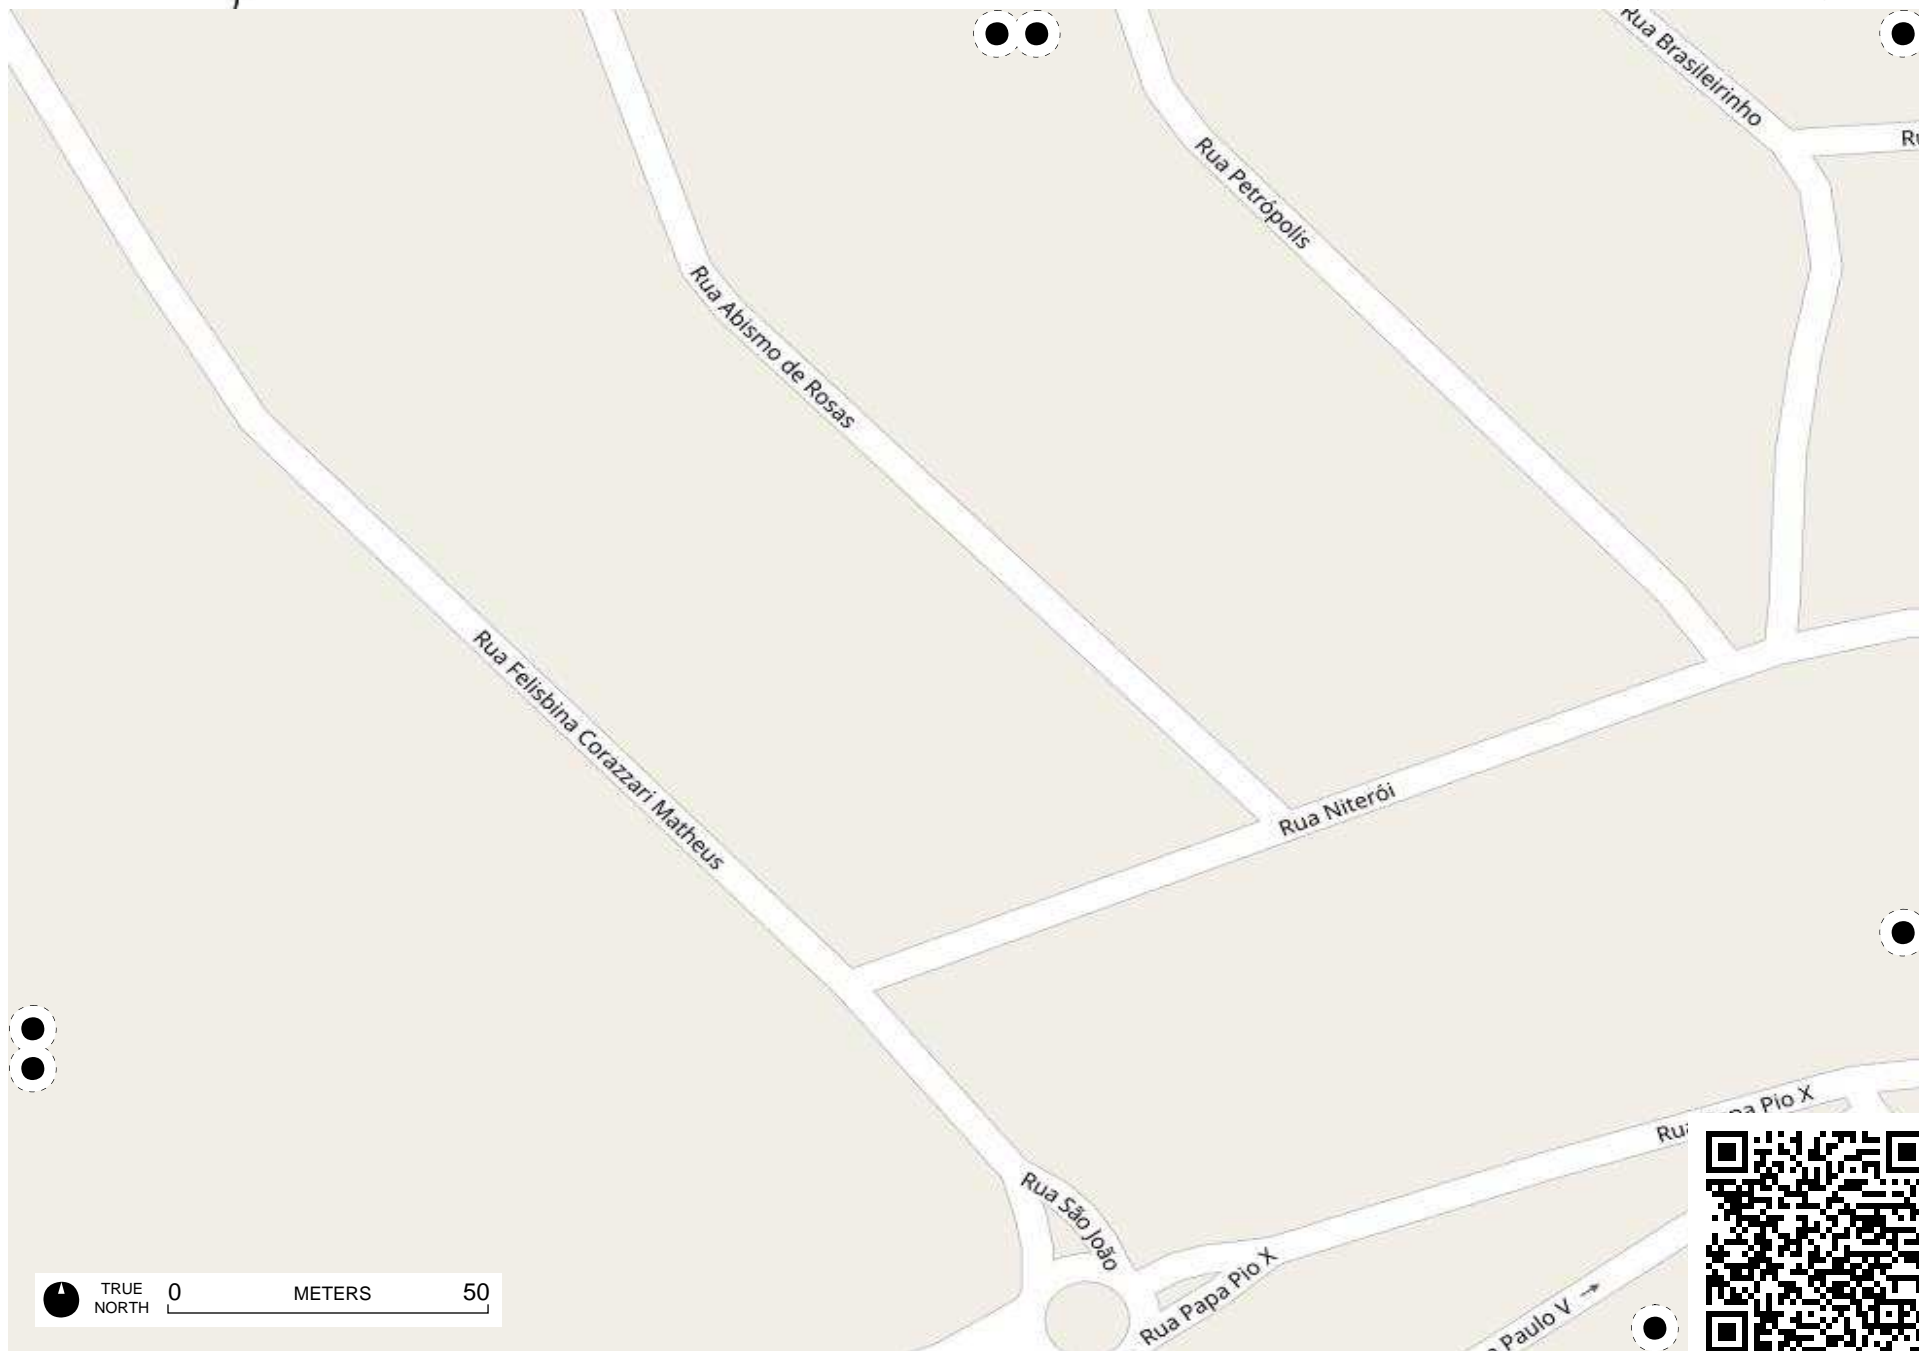 Rua Brasileirinho
Rua Petrópolis
Rua Abismo de Rosas
Rua Felisbina Corazzari Matheus
Rua Niterói
Pio X
Rua São João
Rua Papa Pio X
Paulo V →
TRUE
NORTH
0 METERS 50